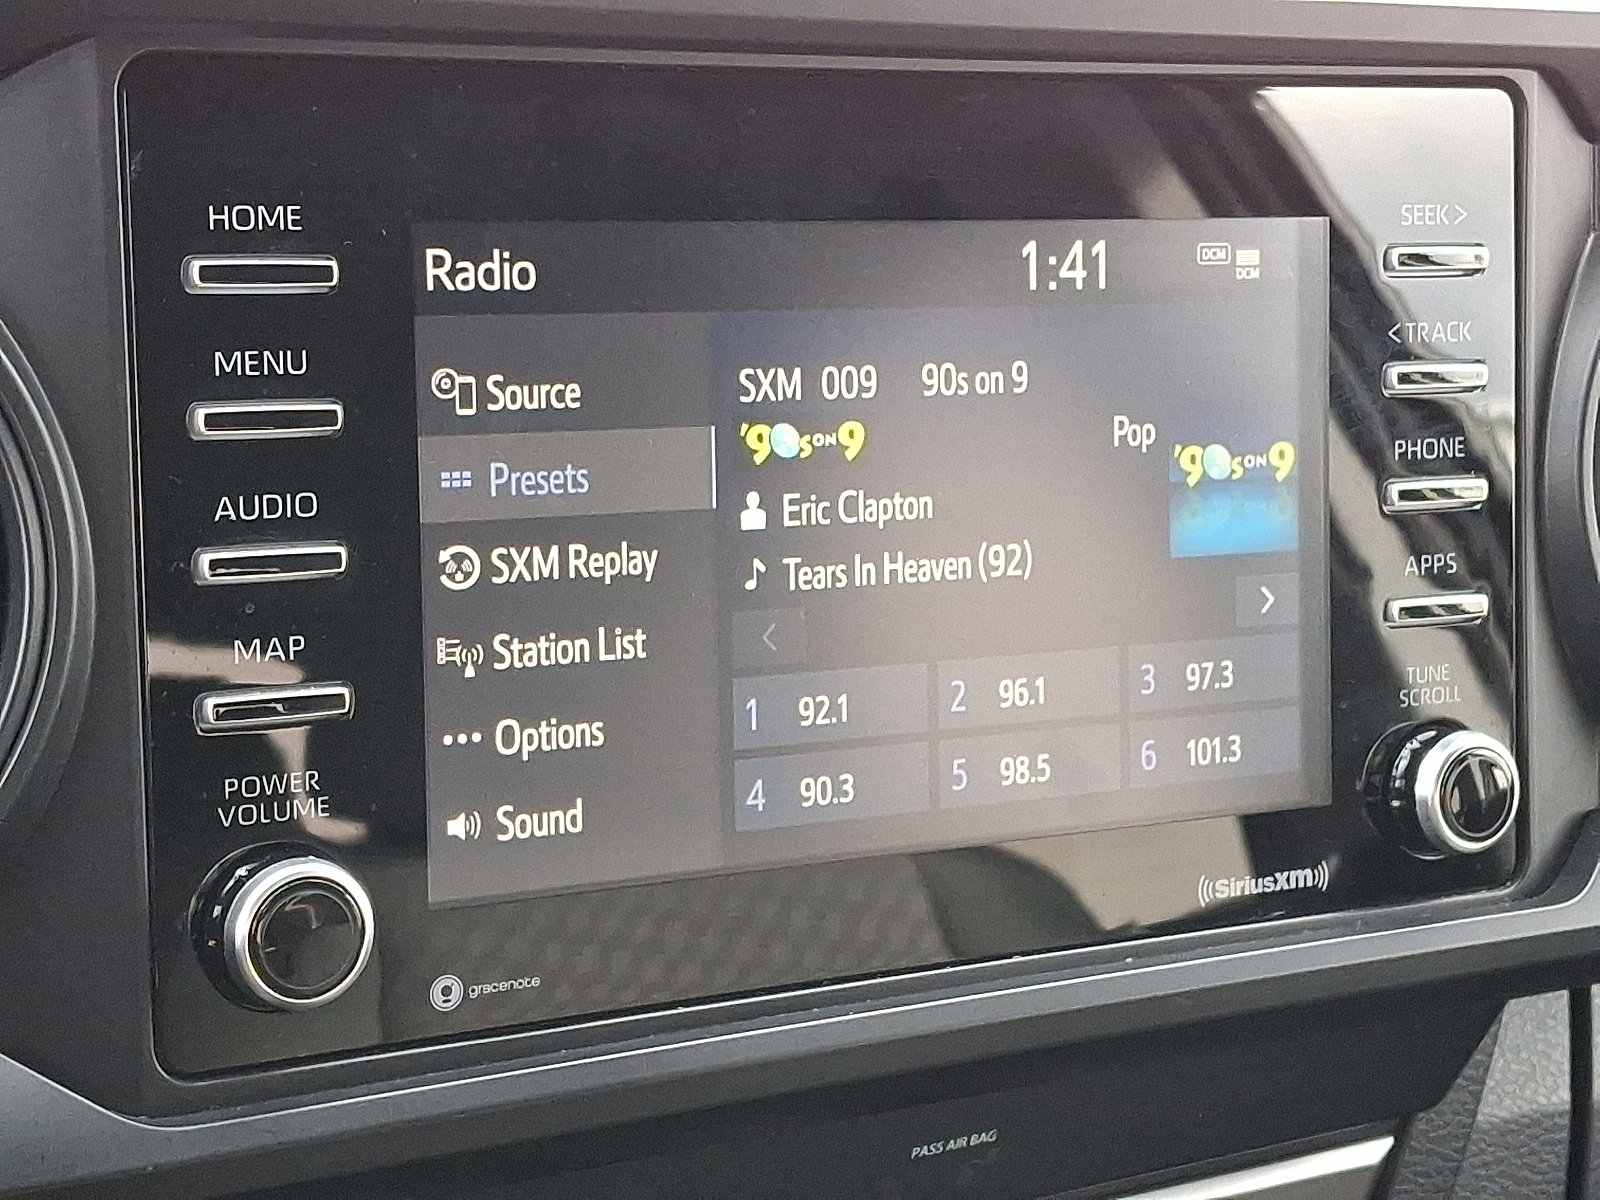 HOME
MENU
AUDIO
MAP
POWER
VOLUME
Radio
1:41
DCM
DCM
Source
Presets
SXM Replay
Station List
Options
Sound
SXM 009 90s on 9
'90s ON 9
Pop
'90s ON 9
Eric Clapton
Tears In Heaven (92)
<
>
1 92.1
2 96.1
3 97.3
4 90.3
5 98.5
6 101.3
SEEK >
< TRACK
PHONE
APPS
TUNE
SCROLL
((SiriusXM))
gracenote
PASS AIR BAG